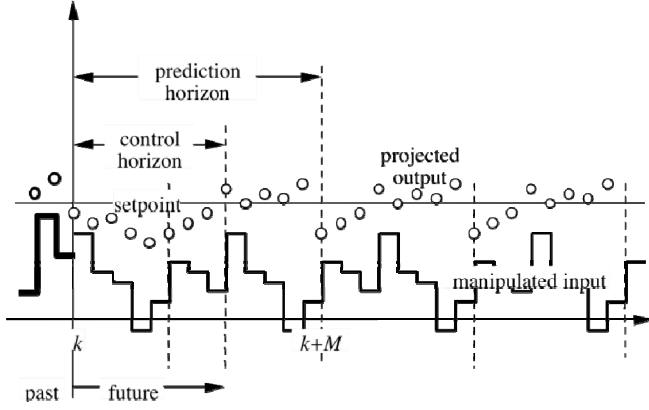 prediction
horizon
control
horizon
projected
output
setpoint
manipulated input
k
k+M
past
future